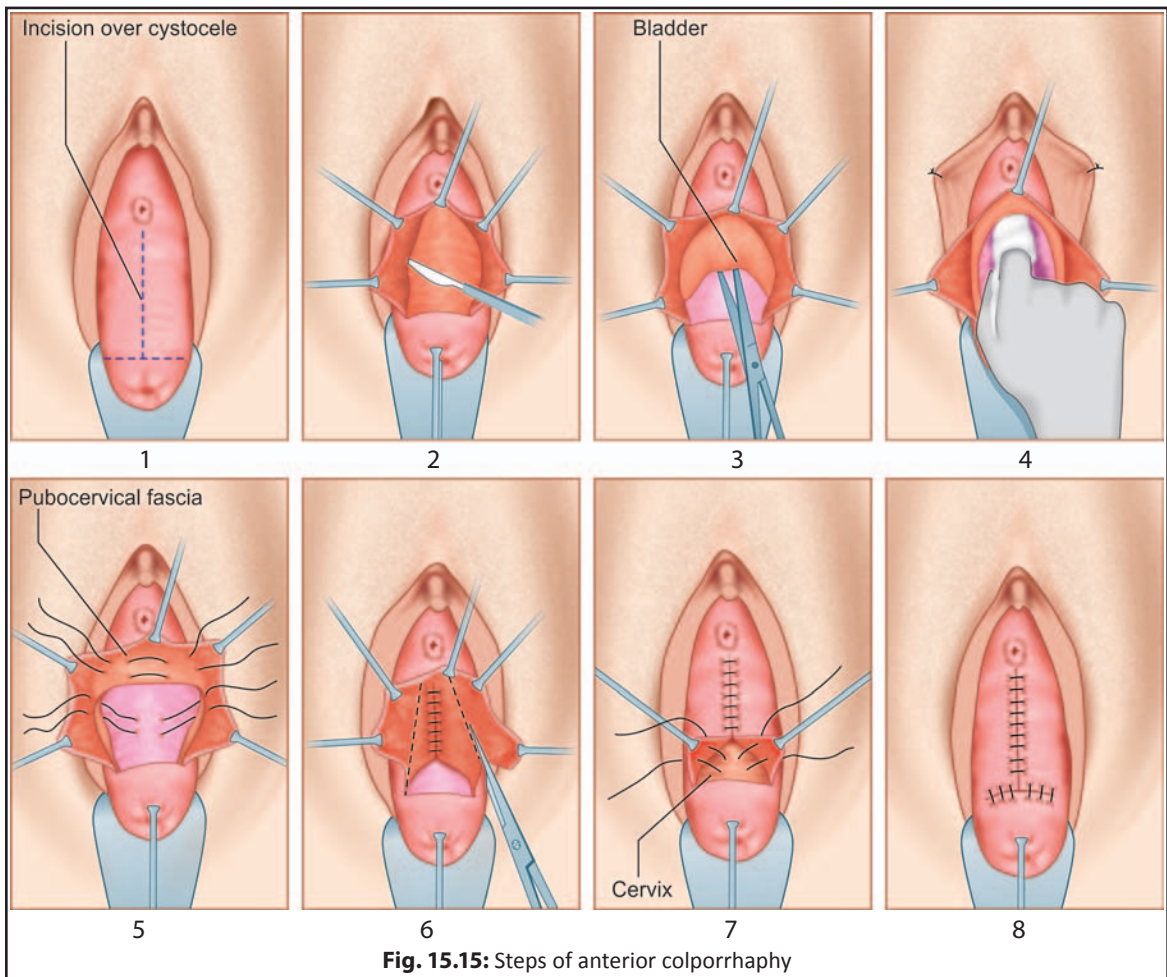 Incision over cystocele
Bladder
1
2
3
4
Pubocervical fascia
Cervix
5
6
7
8
Fig. 15.15: Steps of anterior colporrhaphy